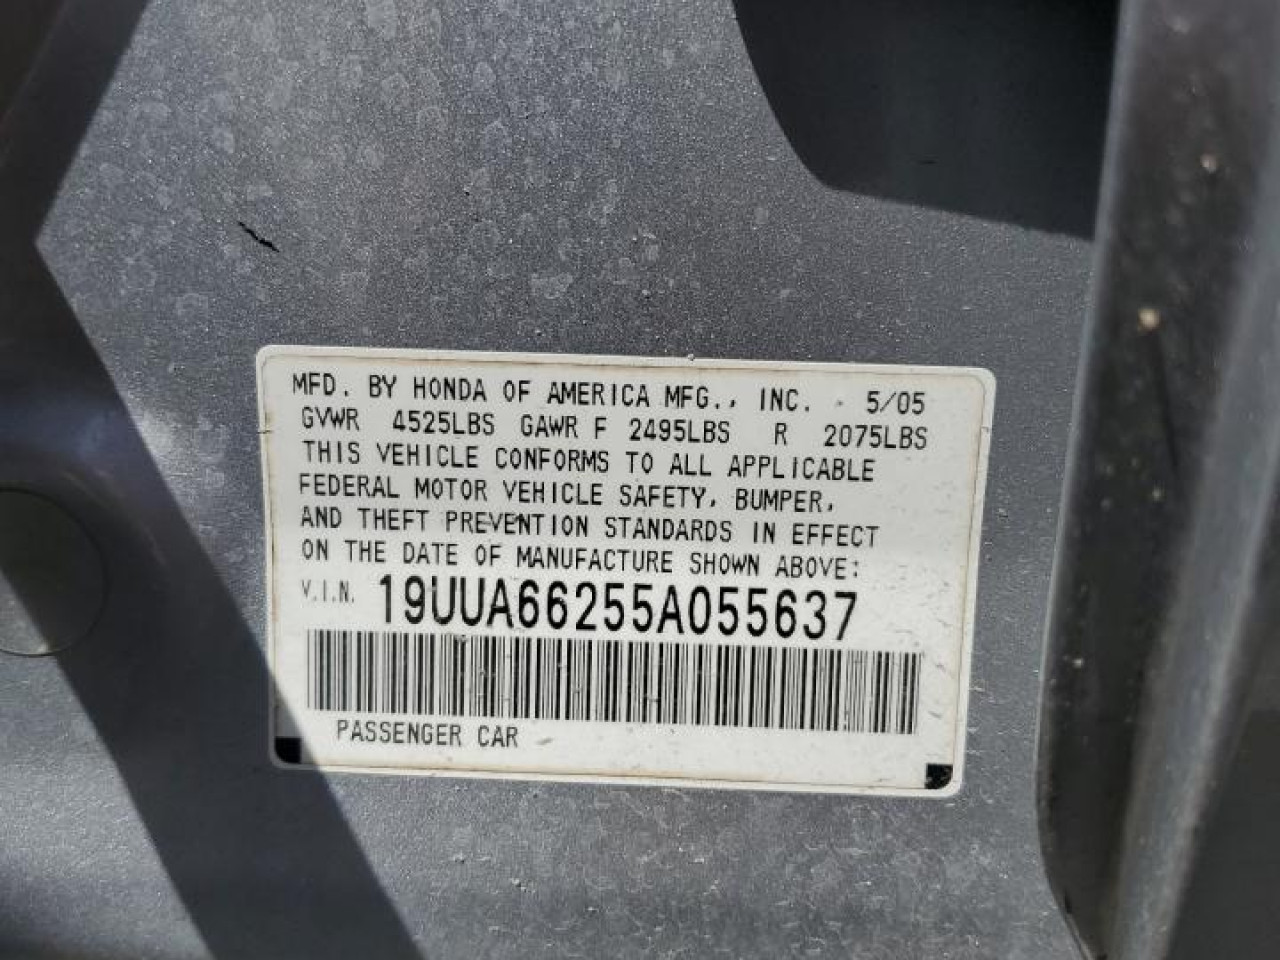 MFD. BY HONDA OF AMERICA MFG., INC. 5/05
GVWR 4525LBS GAWR F 2495LBS R 2075LBS
THIS VEHICLE CONFORMS TO ALL APPLICABLE
FEDERAL MOTOR VEHICLE SAFETY, BUMPER,
AND THEFT PREVENTION STANDARDS IN EFFECT
ON THE DATE OF MANUFACTURE SHOWN ABOVE:
V.I.N. 19UUA66255A055637
PASSENGER CAR